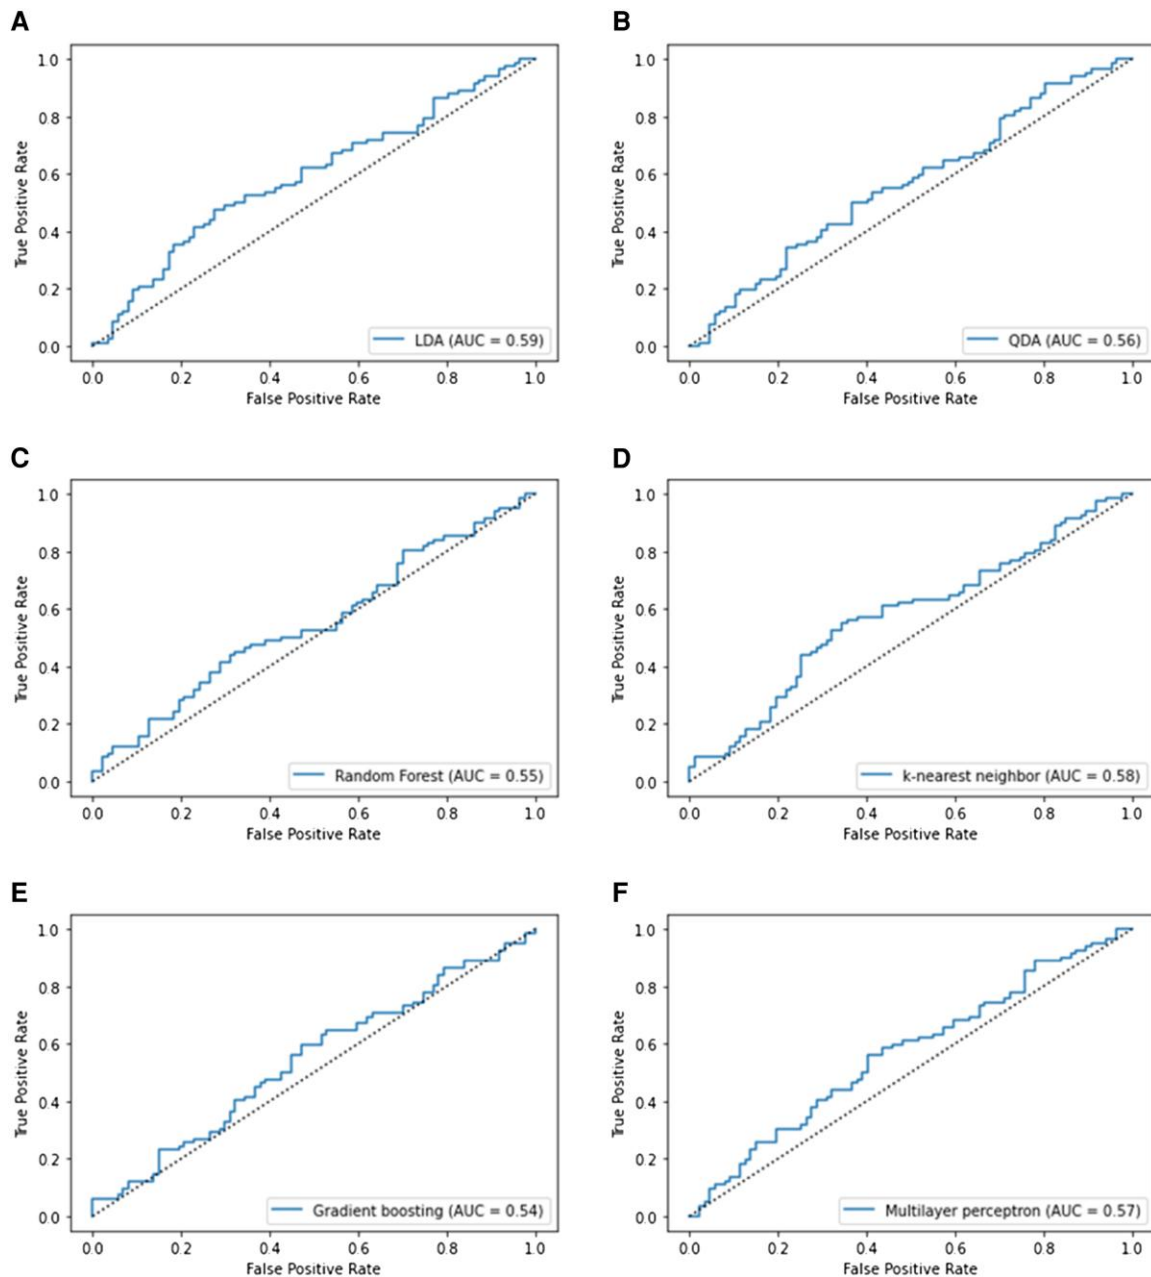 A
B
1.0
0.8
0.6
0.4
0.2
0.0
True Positive Rate
LDA (AUC = 0.59)
0.0 0.2 0.4 0.6 0.8 1.0
False Positive Rate
1.0
0.8
0.6
0.4
0.2
0.0
True Positive Rate
QDA (AUC = 0.56)
0.0 0.2 0.4 0.6 0.8 1.0
False Positive Rate
C
D
1.0
0.8
0.6
0.4
0.2
0.0
True Positive Rate
Random Forest (AUC = 0.55)
0.0 0.2 0.4 0.6 0.8 1.0
False Positive Rate
1.0
0.8
0.6
0.4
0.2
0.0
True Positive Rate
k-nearest neighbor (AUC = 0.58)
0.0 0.2 0.4 0.6 0.8 1.0
False Positive Rate
E
F
1.0
0.8
0.6
0.4
0.2
0.0
True Positive Rate
Gradient boosting (AUC = 0.54)
0.0 0.2 0.4 0.6 0.8 1.0
False Positive Rate
1.0
0.8
0.6
0.4
0.2
0.0
True Positive Rate
Multilayer perceptron (AUC = 0.57)
0.0 0.2 0.4 0.6 0.8 1.0
False Positive Rate